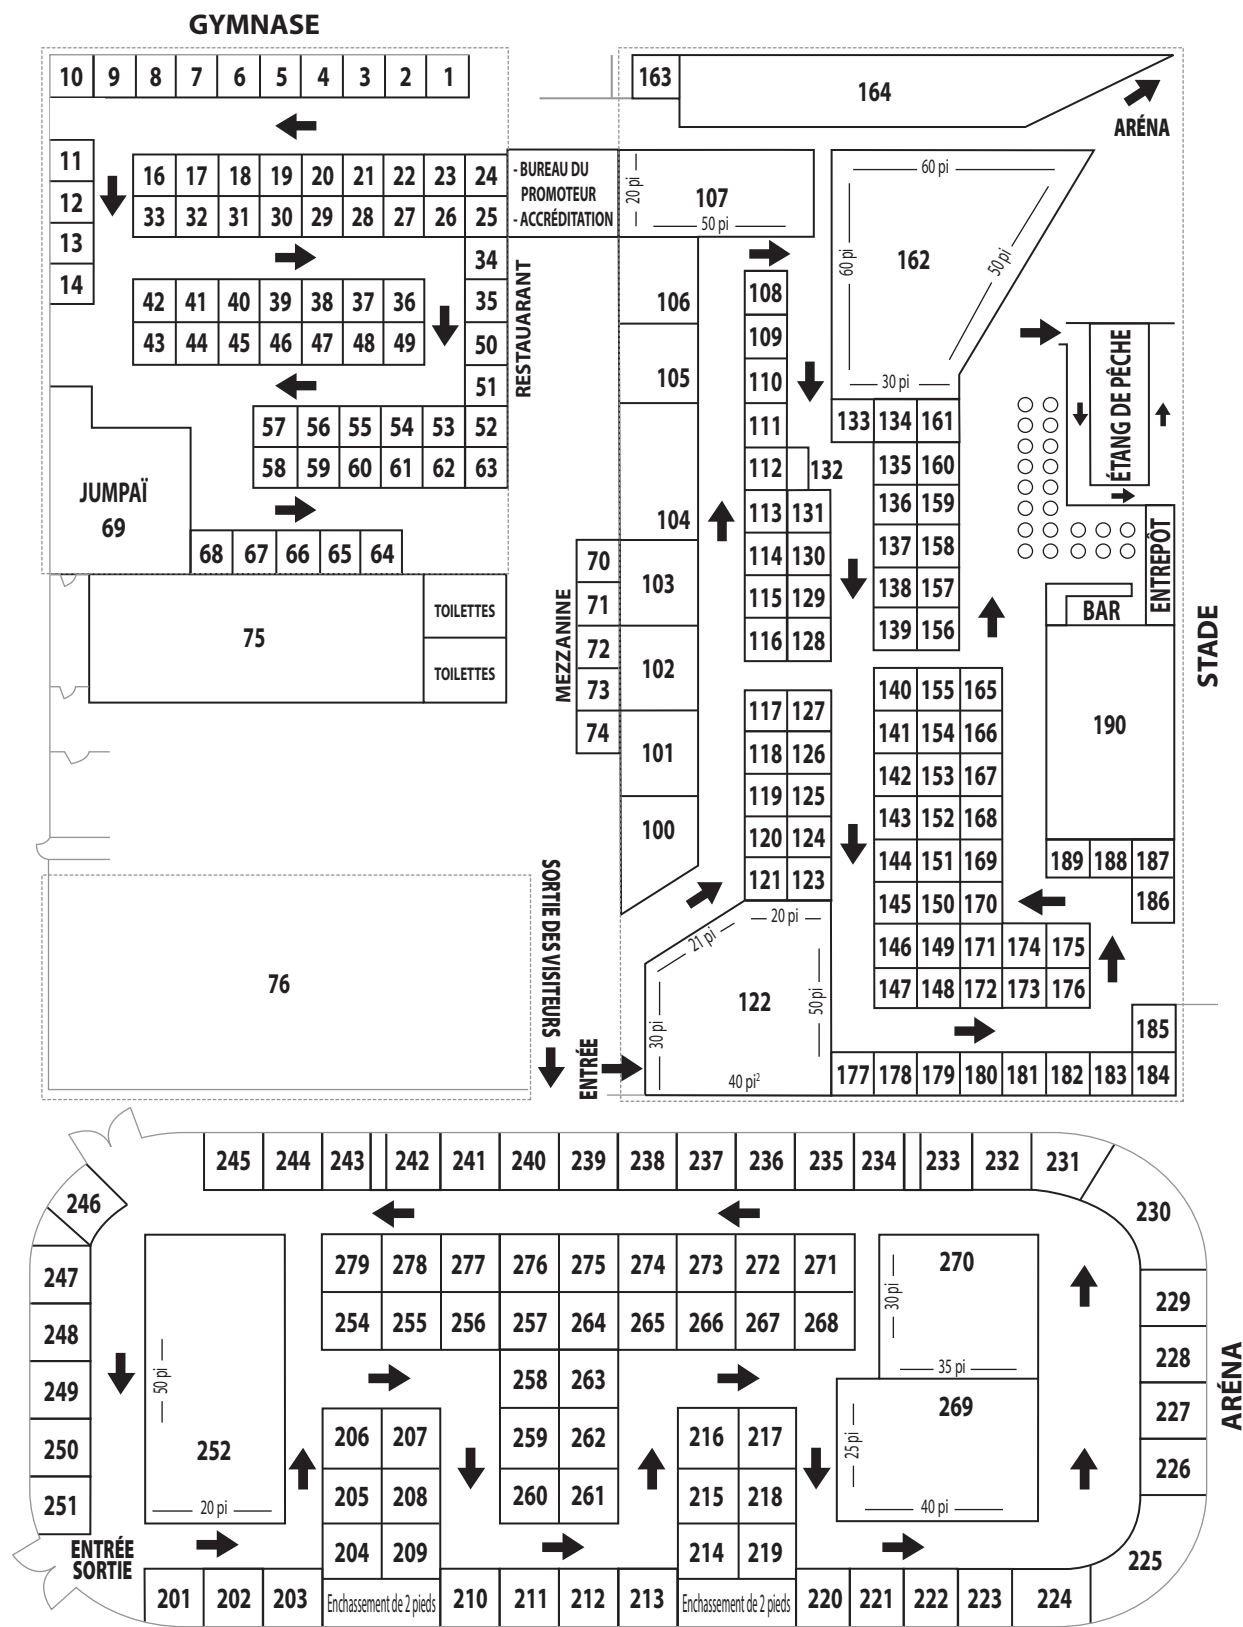 GYMNASE
10 9 8 7 6 5 4 3 2 1
11
12
13
14
16 17 18 19 20 21 22 23 24
33 32 31 30 29 28 27 26 25
34
35
50
51
42 41 40 39 38 37 36
43 44 45 46 47 48 49
57 56 55 54 53 52
58 59 60 61 62 63
RESTAUARANT
JUMPAÏ
69
68 67 66 65 64
75
TOILETTES
TOILETTES
76
- BUREAU DU
PROMOTEUR
- ACCRÉDITATION
MEZZANINE
70
71
72
73
74
SORTIE DES VISITEURS
ENTRÉE
163
164
ARÉNA
20 pi
107
50 pi
106
105
104
103
102
101
100
108
109
110
111
112 132
113 131
114 130
115 129
116 128
117 127
118 126
119 125
120 124
121 123
20 pi
21 pi
122
50 pi
30 pi
40 pi²
60 pi
60 pi
162
50 pi
30 pi
133 134 161
135 160
136 159
137 158
138 157
139 156
140 155 165
141 154 166
142 153 167
143 152 168
144 151 169
145 150 170
146 149 171 174 175
147 148 172 173 176
177 178 179 180 181 182 183 184
185
186
189 188 187
190
BAR
ENTREPÔT
ÉTANG DE PÊCHE
STADE
245 244 243 242 241 240 239 238 237 236 235 234 233 232 231
230
246
247
248
249
250
251
ENTRÉE
SORTIE
50 pi
252
20 pi
279 278 277 276 275 274 273 272 271
254 255 256 257 264 265 266 267 268
258 263
259 262
260 261
206 207
205 208
204 209
216 217
215 218
214 219
270
30 pi
35 pi
269
25 pi
40 pi
229
228
227
226
225
ARÉNA
201 202 203 Enchassement de 2 pieds 210 211 212 213 Enchassement de 2 pieds 220 221 222 223 224